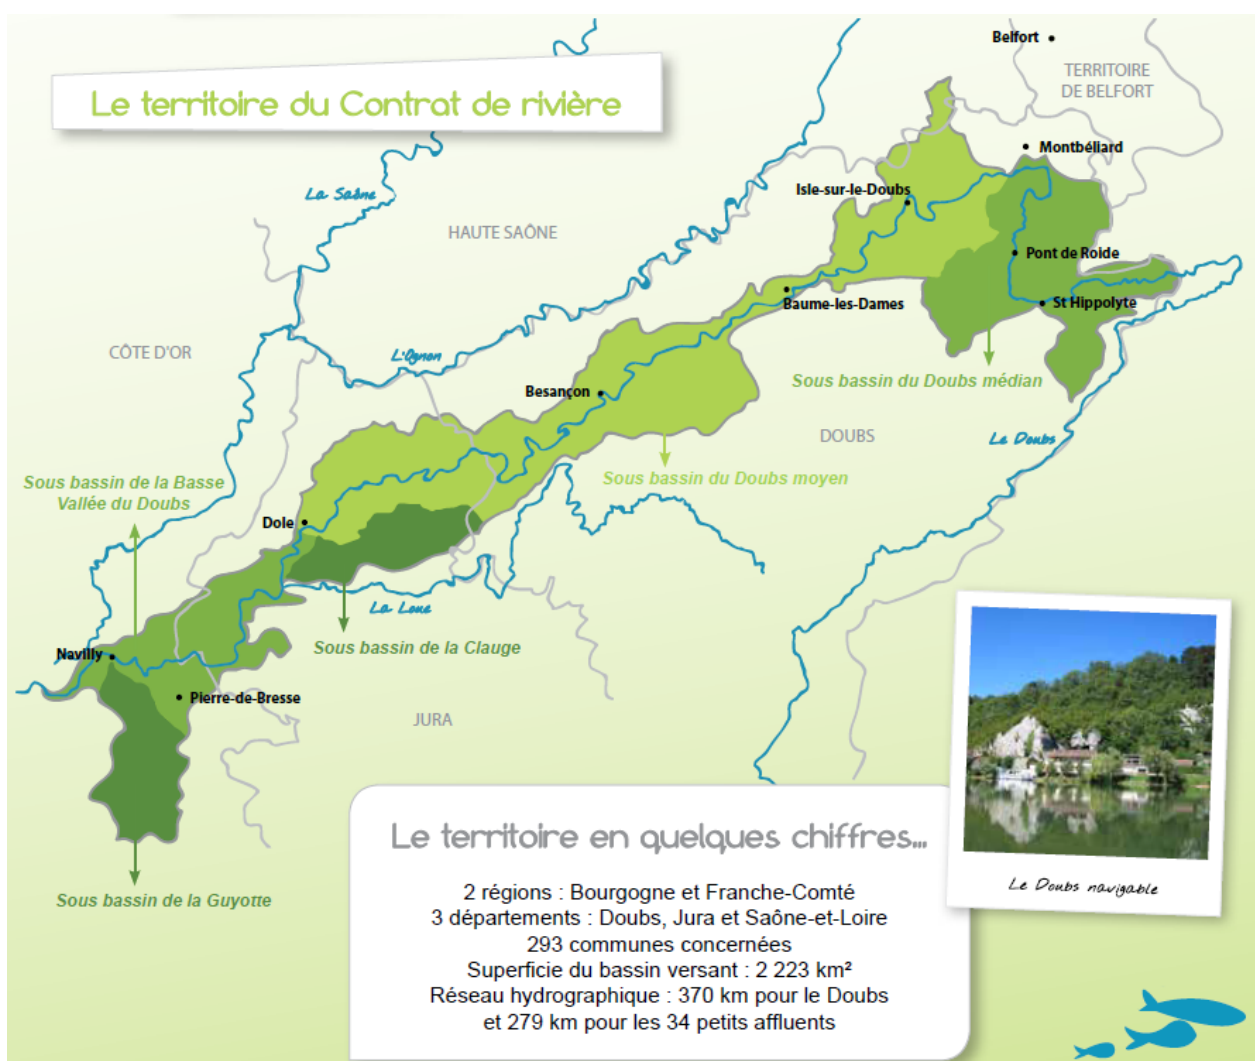 Le territoire du Contrat de rivière
Belfort
TERRITOIRE
DE BELFORT
Montbéliard
La Saône
Isle-sur-le-Doubs
HAUTE SAÔNE
Pont de Roide
Baume-les-Dames
St Hippolyte
CÔTE D'OR
L'Ognon
Sous bassin du Doubs médian
Besançon
DOUBS
Le Doubs
Sous bassin de la Basse
Vallée du Doubs
Sous bassin du Doubs moyen
Dole
La Loue
Sous bassin de la Clauge
Navilly
Pierre-de-Bresse
JURA
Sous bassin de la Guyotte
Le territoire en quelques chiffres...
2 régions : Bourgogne et Franche-Comté
3 départements : Doubs, Jura et Saône-et-Loire
293 communes concernées
Superficie du bassin versant : 2 223 km²
Réseau hydrographique : 370 km pour le Doubs
et 279 km pour les 34 petits affluents
Le Doubs navigable